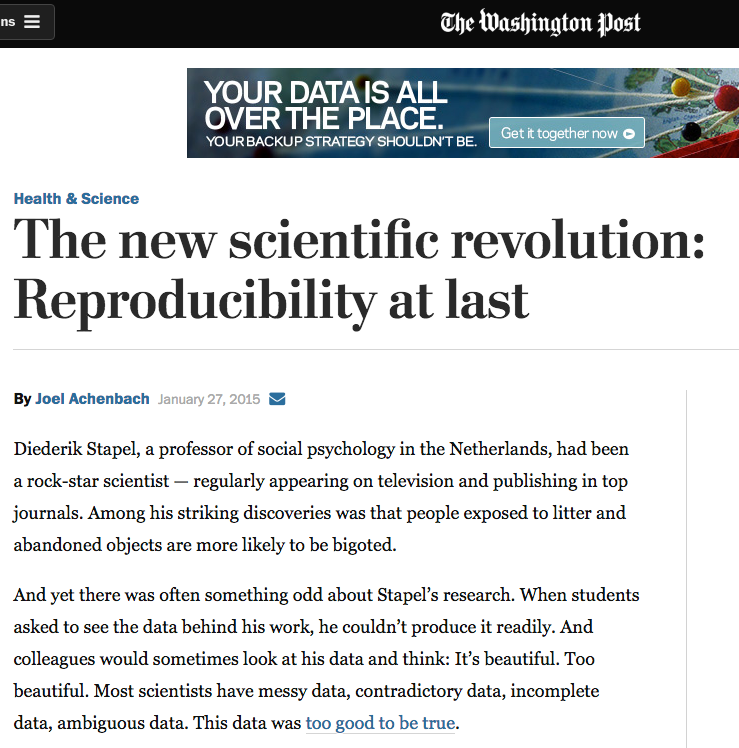 ns
The Washington Post
YOUR DATA IS ALL
OVER THE PLACE.
YOUR BACKUP STRATEGY SHOULDN'T BE.
Get it together now
Health & Science
The new scientific revolution:
Reproducibility at last
By Joel Achenbach January 27, 2015
Diederik Stapel, a professor of social psychology in the Netherlands, had been
a rock-star scientist — regularly appearing on television and publishing in top
journals. Among his striking discoveries was that people exposed to litter and
abandoned objects are more likely to be bigoted.
And yet there was often something odd about Stapel’s research. When students
asked to see the data behind his work, he couldn’t produce it readily. And
colleagues would sometimes look at his data and think: It’s beautiful. Too
beautiful. Most scientists have messy data, contradictory data, incomplete
data, ambiguous data. This data was too good to be true.